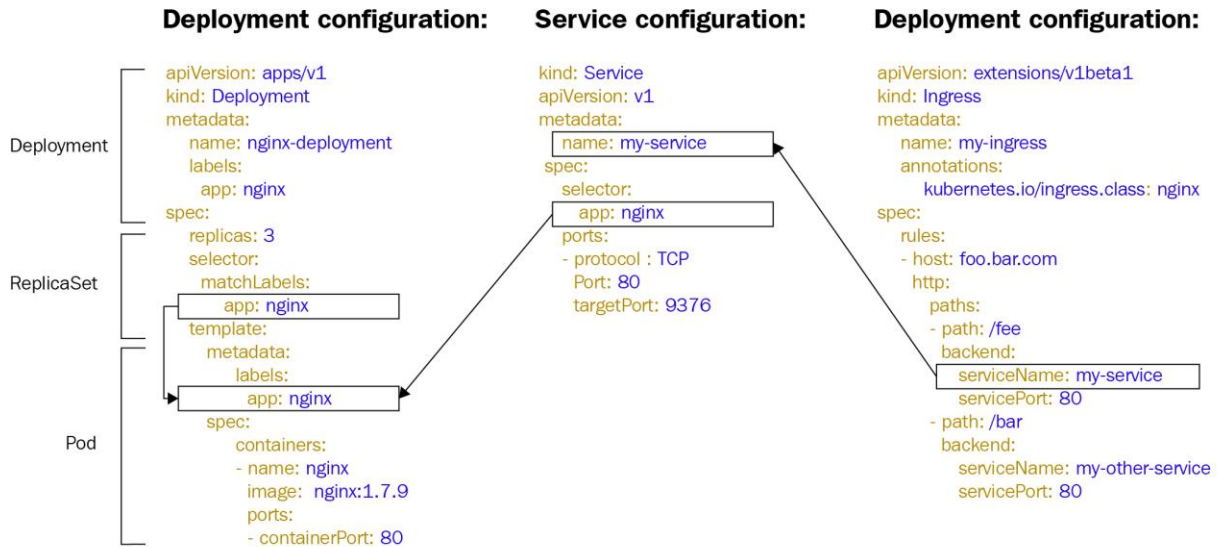 Deployment configuration:
apiVersion: apps/v1
kind: Deployment
metadata:
name: nginx-deployment
labels:
app: nginx
spec:
replicas: 3
selector:
matchLabels:
app: nginx
template:
metadata:
labels:
app: nginx
spec:
containers:
- name: nginx
image: nginx:1.7.9
ports:
- containerPort: 80
Deployment
ReplicaSet
Pod
Service configuration:
kind: Service
apiVersion: v1
metadata:
name: my-service
spec:
selector:
app: nginx
ports:
- protocol : TCP
Port: 80
targetPort: 9376
Deployment configuration:
apiVersion: extensions/v1beta1
kind: Ingress
metadata:
name: my-ingress
annotations:
kubernetes.io/ingress.class: nginx
spec:
rules:
- host: foo.bar.com
http:
paths:
- path: /fee
backend:
serviceName: my-service
servicePort: 80
- path: /bar
backend:
serviceName: my-other-service
servicePort: 80